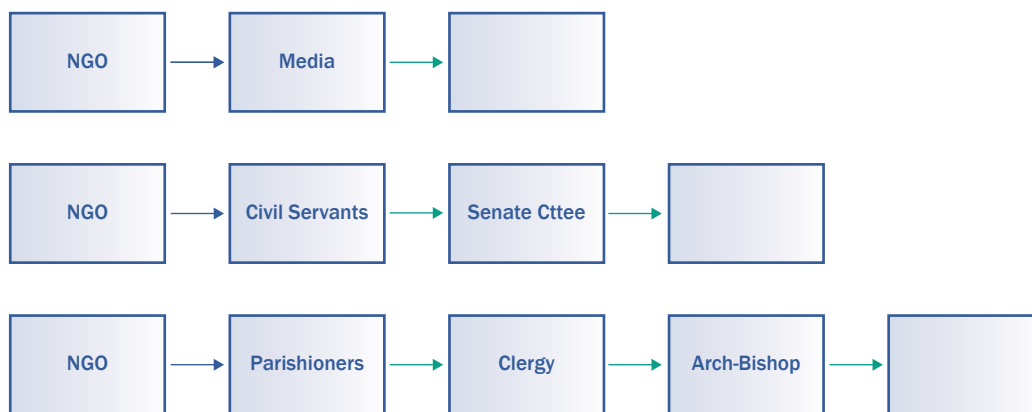 NGO
Media
NGO
Civil Servants
Senate Cttee
NGO
Parishioners
Clergy
Arch-Bishop